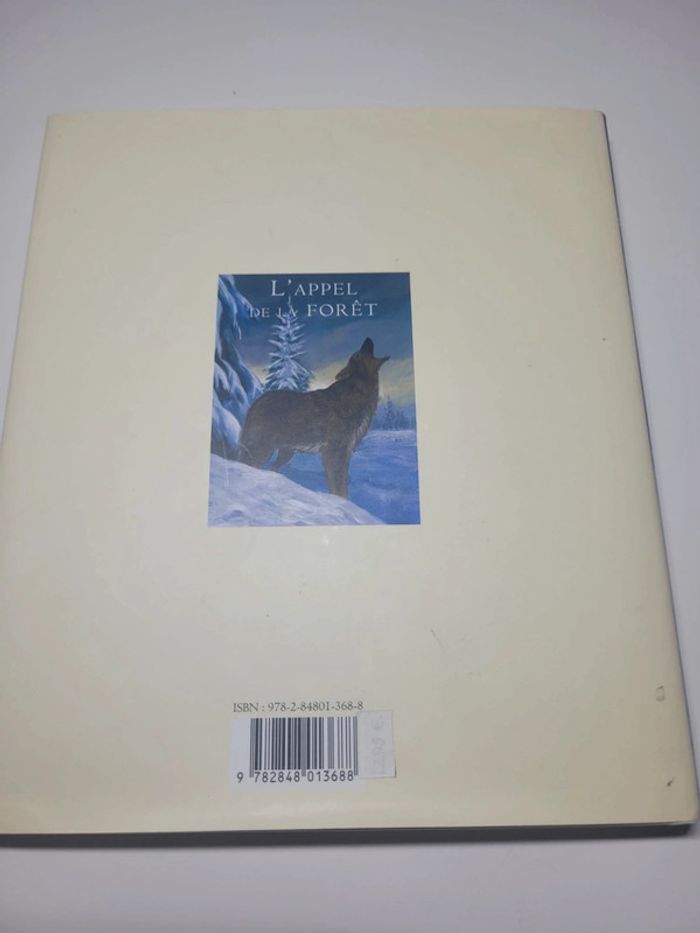 L'APPEL
DE LA FORÊT
ISBN : 978-2-84801-368-8
9 782848 013688